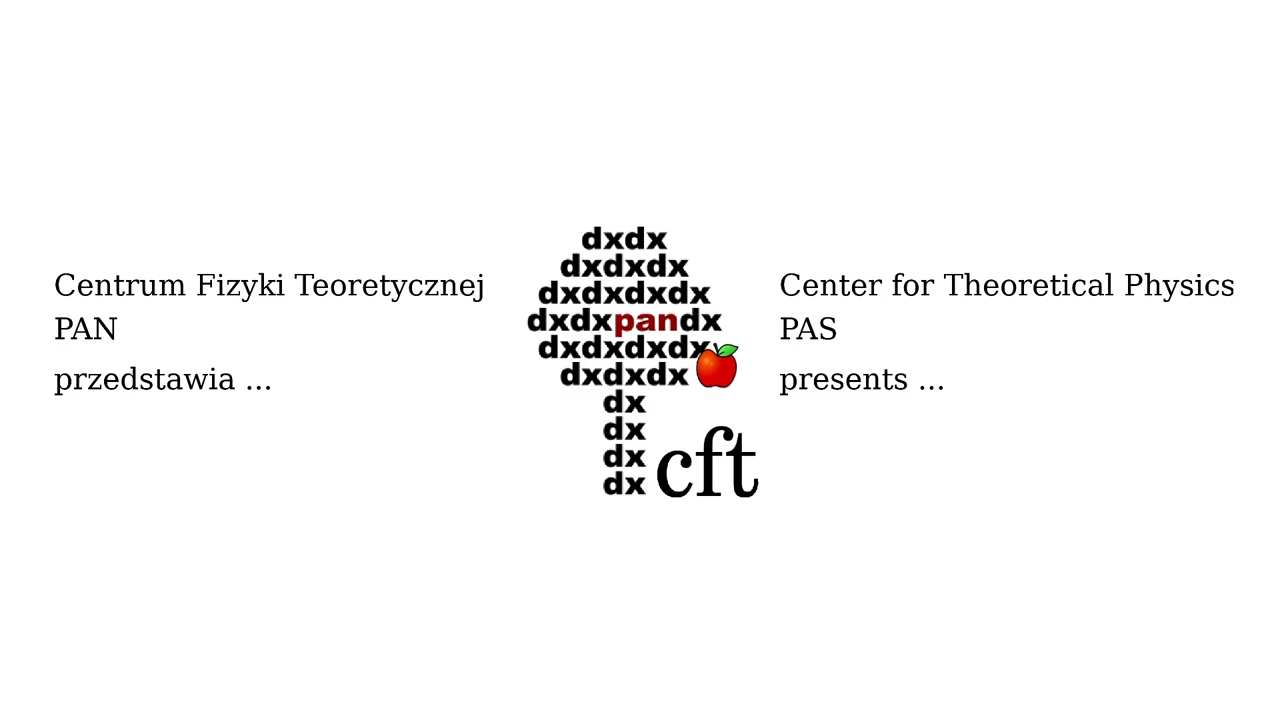 Centrum Fizyki Teoretycznej
PAN
przedstawia ...
dxdx
dxdxdx
dxdxdxdx
dxdxpandx
dxdxdxdx
dxdxdx
dx
dx
dx
dx
cft
Center for Theoretical Physics
PAS
presents ...